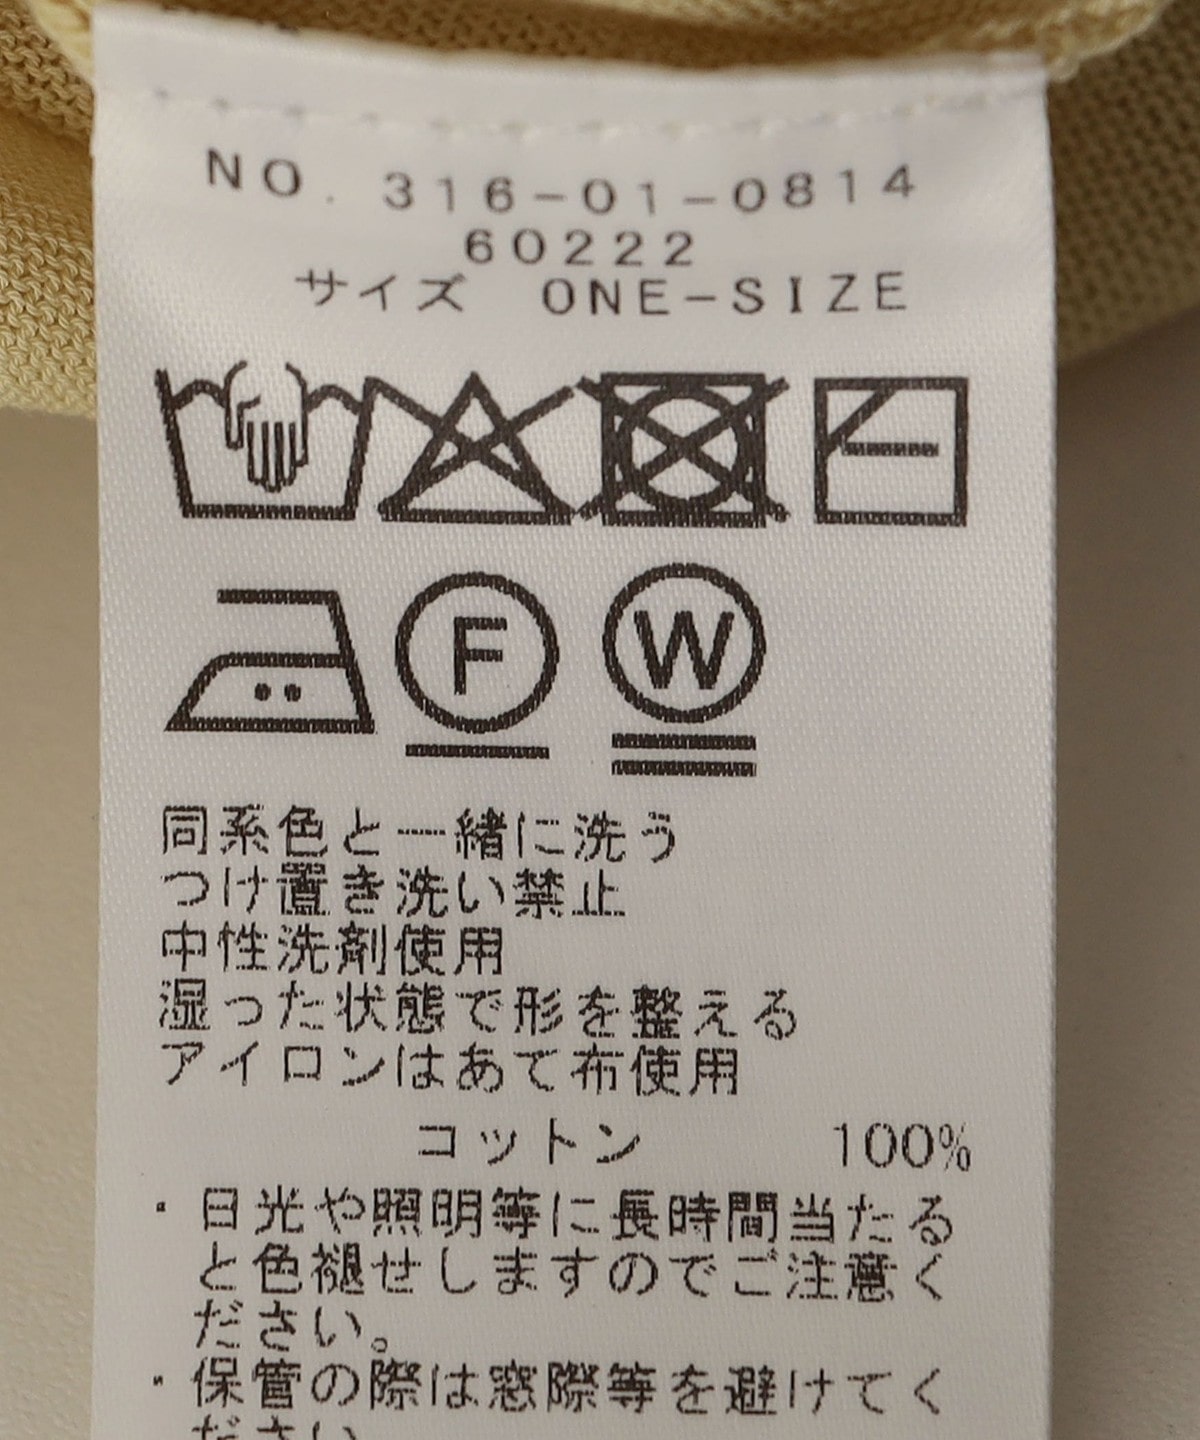 NO. 316-01-0814
60222
サイズ ONE-SIZE
F W
同系色と一緒に洗う
つけ置き洗い禁止
中性洗剤使用
湿った状態で形を整える
アイロンはあて布使用
コットン 100%
・日光や照明等に長時間当たる
と色褪せしますのでご注意く
ださい。
・保管の際は窓際等を避けてく
ださい